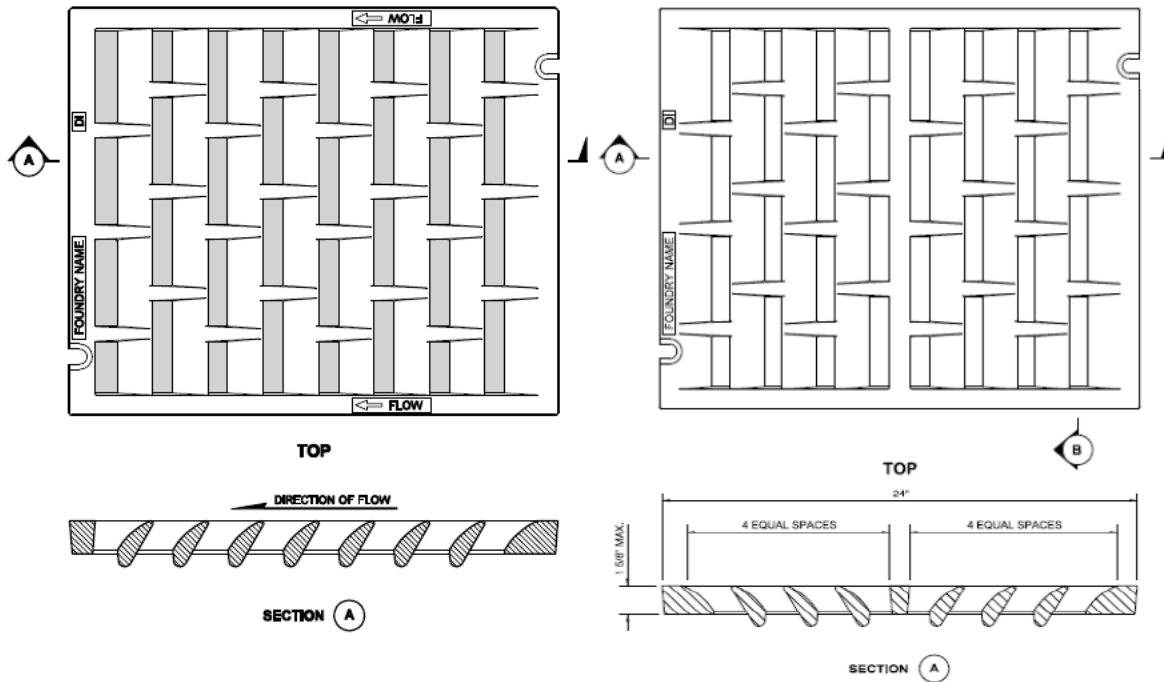 FLOW
DI
A
FOUNDRY NAME
FLOW
TOP
DIRECTION OF FLOW
SECTION A
DI
A
FOUNDRY NAME
B
TOP
24"
4 EQUAL SPACES
4 EQUAL SPACES
1 5/8" MAX.
SECTION A